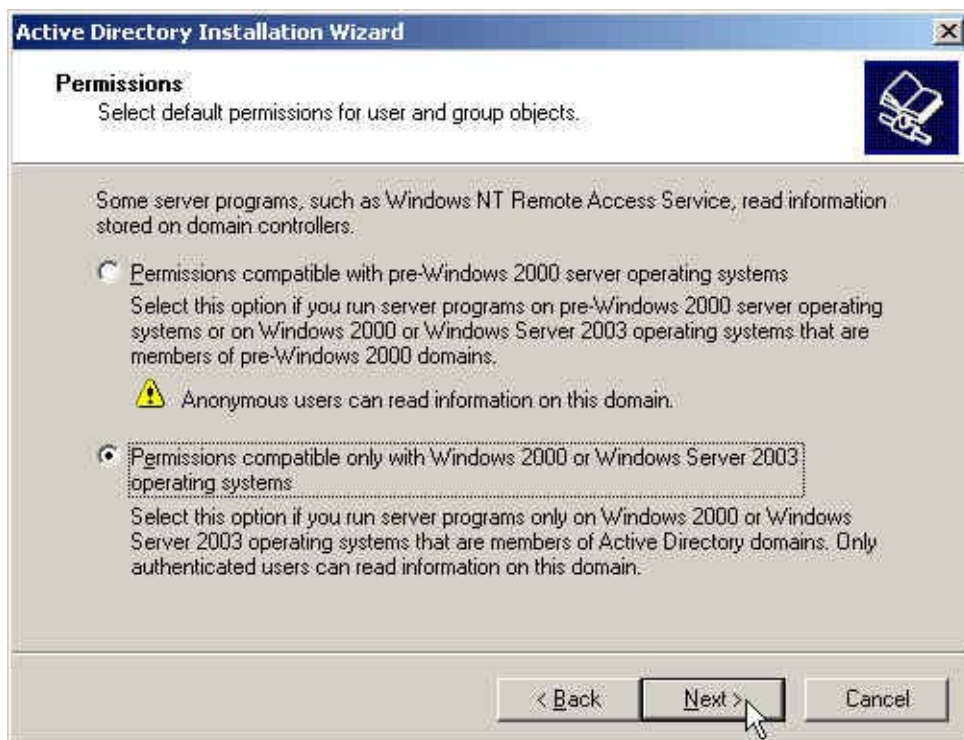 Active Directory Installation Wizard
Permissions
Select default permissions for user and group objects.
Some server programs, such as Windows NT Remote Access Service, read information
stored on domain controllers.
Permissions compatible with pre-Windows 2000 server operating systems
Select this option if you run server programs on pre-Windows 2000 server operating
systems or on Windows 2000 or Windows Server 2003 operating systems that are
members of pre-Windows 2000 domains.
Anonymous users can read information on this domain.
Permissions compatible only with Windows 2000 or Windows Server 2003
operating systems
Select this option if you run server programs only on Windows 2000 or Windows
Server 2003 operating systems that are members of Active Directory domains. Only
authenticated users can read information on this domain.
< Back Next > Cancel